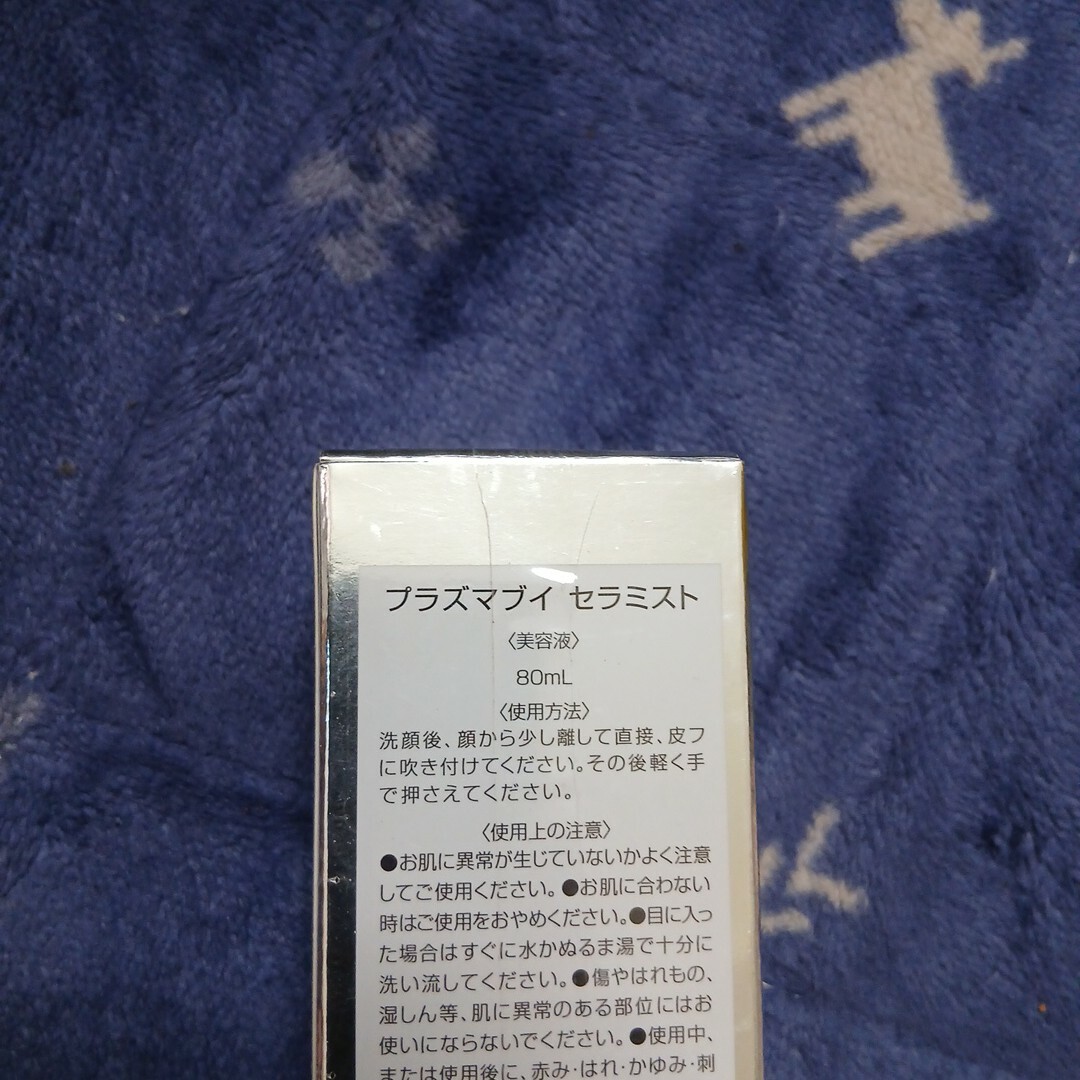 プラズマブイ セラミスト
〈美容液〉
80mL
〈使用方法〉
洗顔後、顔から少し離して直接、皮フ
に吹き付けてください。その後軽く手
で押さえてください。
〈使用上の注意〉
●お肌に異常が生じていないかよく注意
してご使用ください。●お肌に合わない
時はご使用をおやめください。●目に入っ
た場合はすぐに水かぬるま湯で十分に
洗い流してください。●傷やはれもの、
湿しん等、肌に異常のある部位にはお
使いにならないでください。●使用中、
または使用後に、赤み・はれ・かゆみ・刺